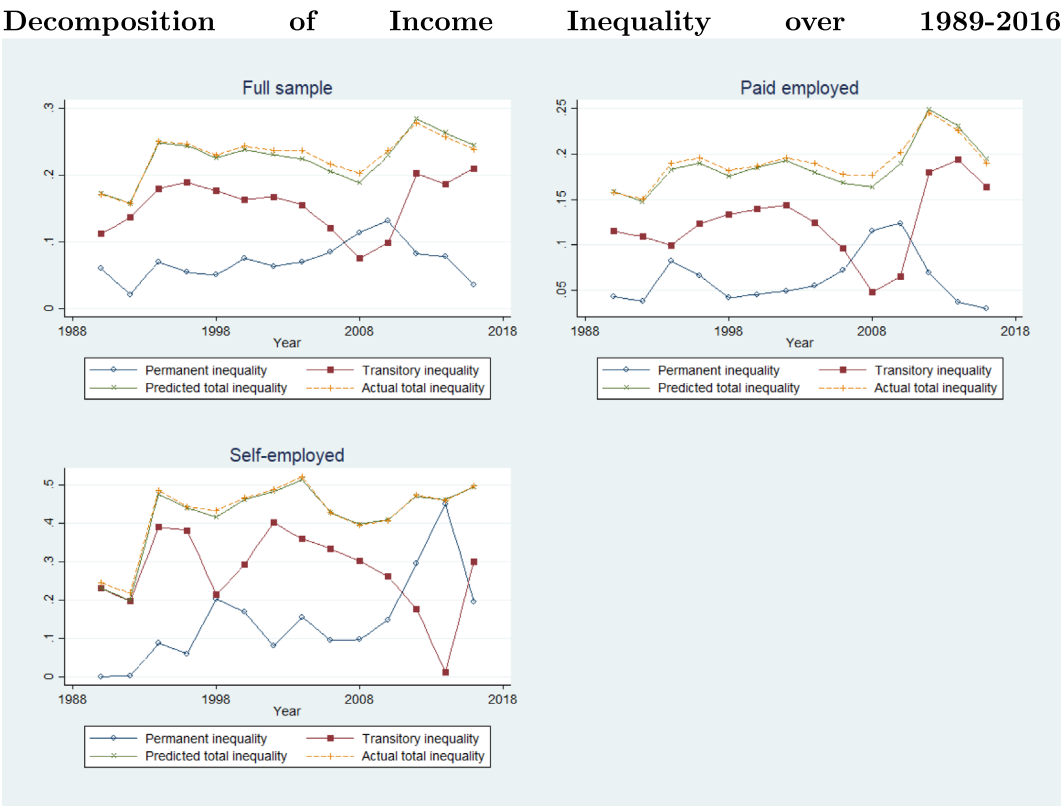 Decomposition of Income Inequality over 1989-2016
Full sample
.3
.2
.1
0
1988 1998 2008 2018
Year
Permanent inequality Transitory inequality
Predicted total inequality Actual total inequality
Paid employed
.25
.2
.15
.1
.05
1988 1998 2008 2018
Year
Permanent inequality Transitory inequality
Predicted total inequality Actual total inequality
Self-employed
.5
.4
.3
.2
.1
0
1988 1998 2008 2018
Year
Permanent inequality Transitory inequality
Predicted total inequality Actual total inequality